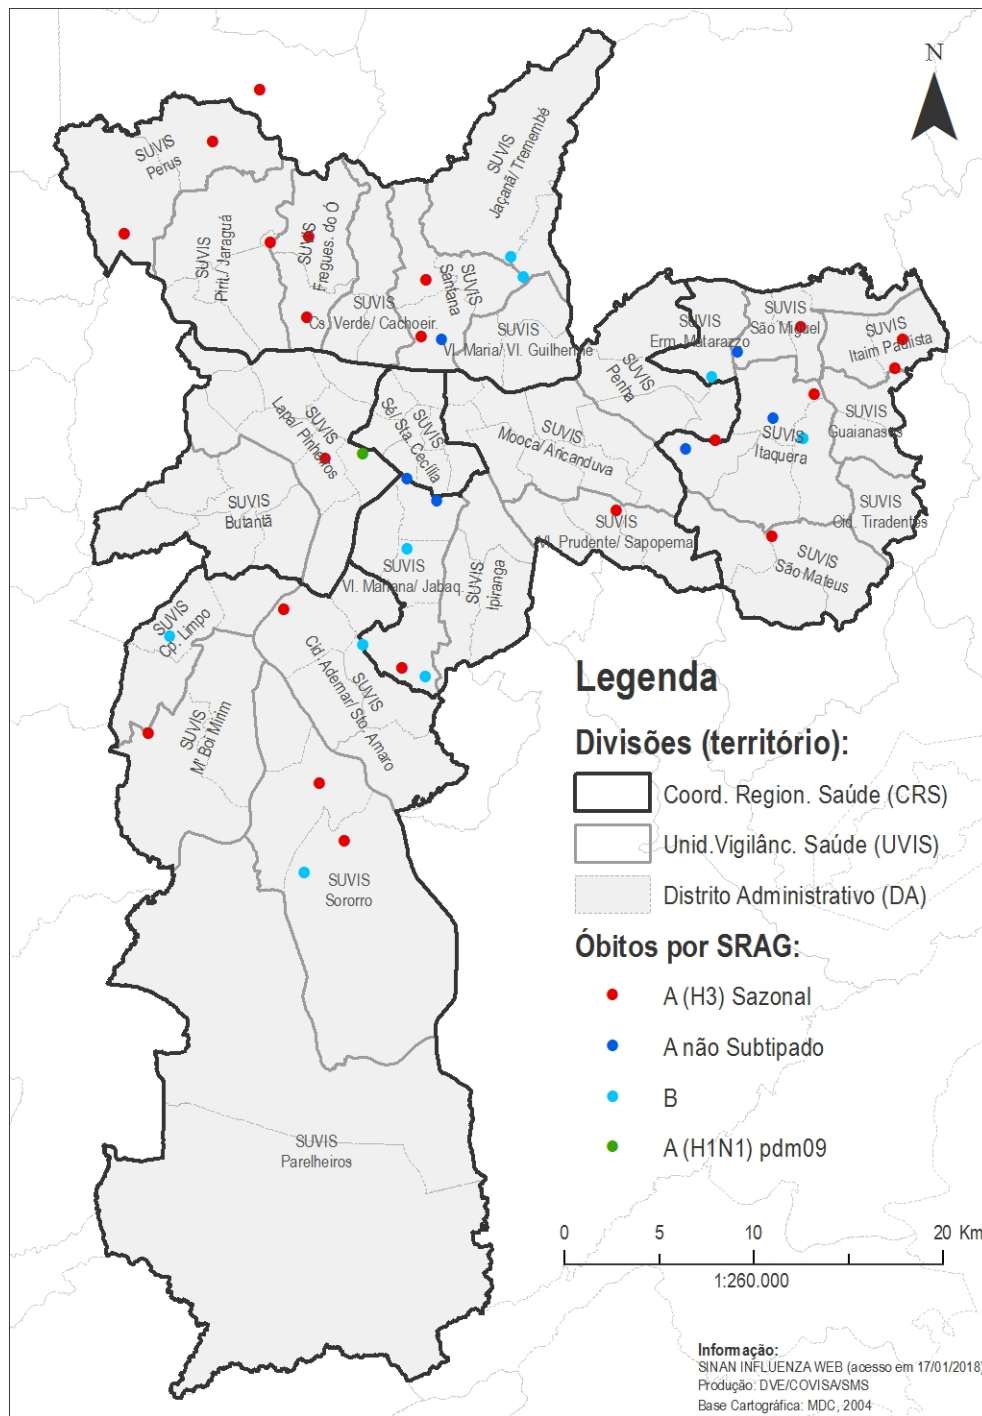 N
SUVIS
Perus
SUVIS
Jaçanã/ Tremembé
SUVIS
Pirit./ Jaraguá
SUVIS
Fregues. do Ó
SUVIS
Cs. Verde/ Cachoeir.
SUVIS
Santana
SUVIS
Vl. Maria/ Vl. Guilherme
SUVIS
Erm. Matarazzo
SUVIS
São Miguel
SUVIS
Itaim Paulista
SUVIS
Penha
SUVIS
Lapa/ Pinheiros
SUVIS
Sé/ Sta. Cecília
SUVIS
Mooca/ Aricanduva
SUVIS
Itaquera
SUVIS
Guaianases
SUVIS
Butantã
SUVIS
Cid. Tiradentes
SUVIS
Vl. Prudente/ Sapopema
SUVIS
São Mateus
SUVIS
Vl. Mariana/ Jabaq.
SUVIS
Ipiranga
SUVIS
Cp. Limpo
SUVIS
Cid. Ademar/ Sto. Amaro
SUVIS
M' Boi Mirim
SUVIS
Sororro
SUVIS
Parelheiros
Legenda
Divisões (território):
Coord. Region. Saúde (CRS)
Unid.Vigilânc. Saúde (UVIS)
Distrito Administrativo (DA)
Óbitos por SRAG:
A (H3) Sazonal
A não Subtipado
B
A (H1N1) pdm09
0 5 10 20 Km
1:260.000
Informação:
SINAN INFLUENZA WEB (acesso em 17/01/2018)
Produção: DVE/COVISA/SMS
Base Cartográfica: MDC, 2004